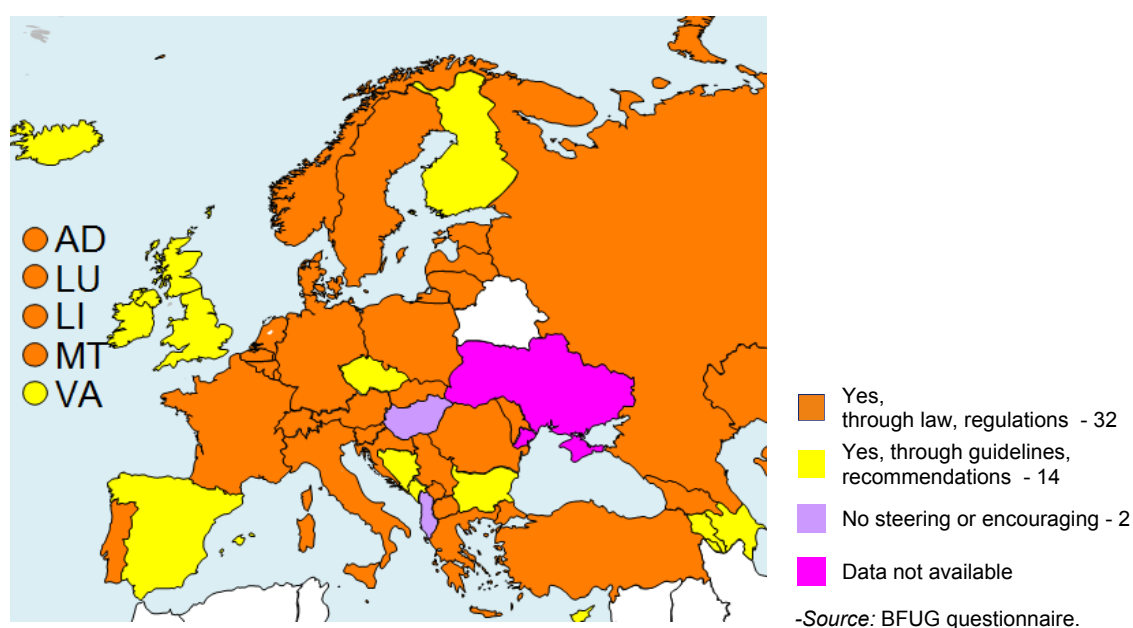 AD
LU
LI
MT
VA
Yes,
through law, regulations - 32
Yes, through guidelines,
recommendations - 14
No steering or encouraging - 2
Data not available
-Source: BFUG questionnaire.